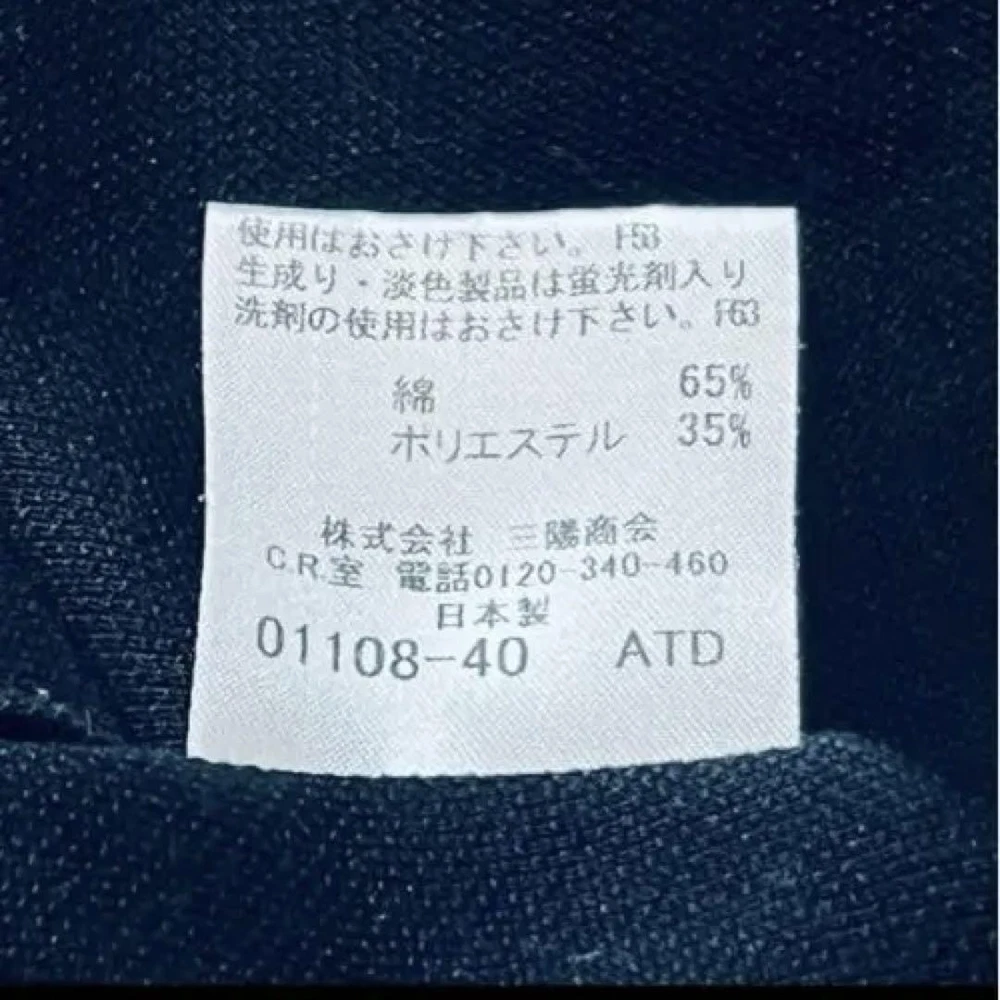 使用はおさけ下さい。 F53
生成り・淡色製品は蛍光剤入り
洗剤の使用はおさけ下さい。F63
綿 65%
ポリエステル 35%
株式会社 三陽商会
C.R.室 電話0120-340-460
日本製
01108-40 ATD